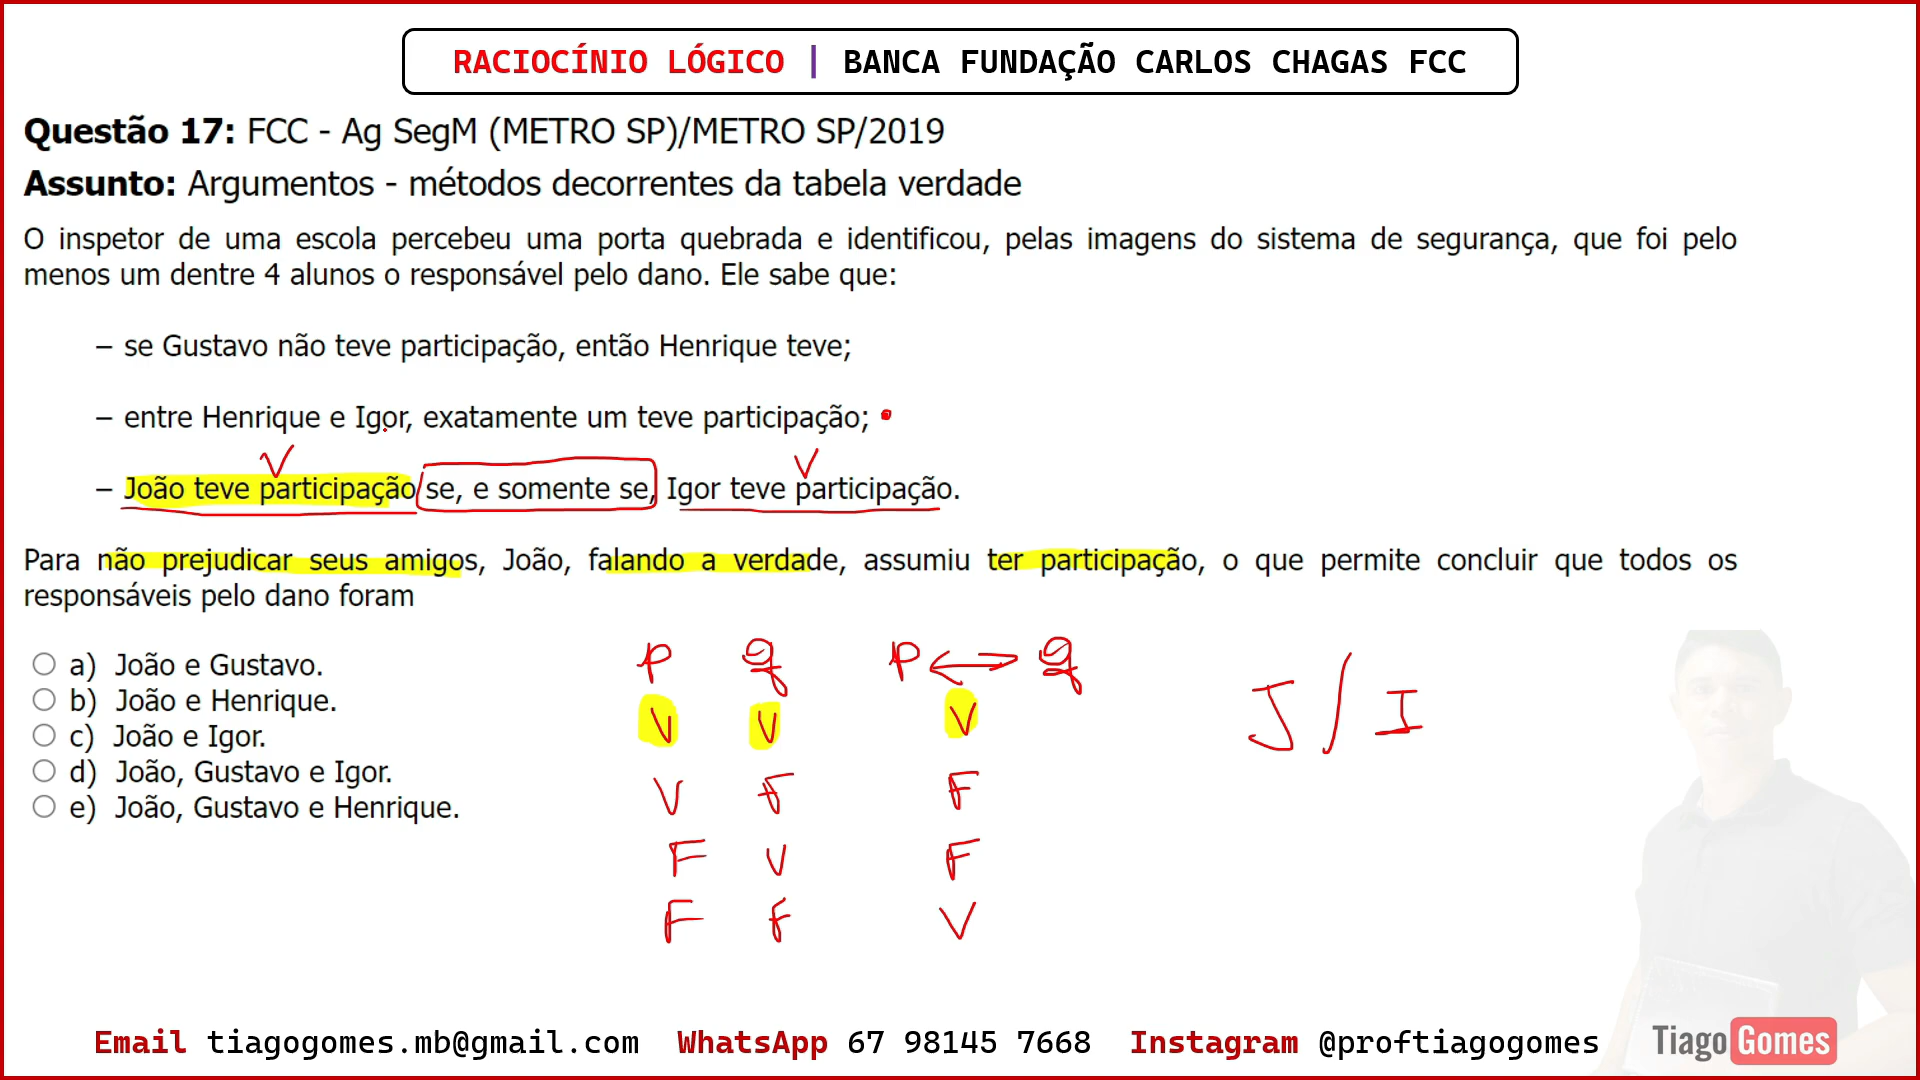 RACIOCÍNIO LÓGICO | BANCA FUNDAÇÃO CARLOS CHAGAS FCC
Questão 17: FCC - Ag SegM (METRO SP)/METRO SP/2019
Assunto: Argumentos - métodos decorrentes da tabela verdade
O inspetor de uma escola percebeu uma porta quebrada e identificou, pelas imagens do sistema de segurança, que foi pelo
menos um dentre 4 alunos o responsável pelo dano. Ele sabe que:
– se Gustavo não teve participação, então Henrique teve;
– entre Henrique e Igor, exatamente um teve participação;
V V
– João teve participação se, e somente se, Igor teve participação.
Para não prejudicar seus amigos, João, falando a verdade, assumiu ter participação, o que permite concluir que todos os
responsáveis pelo dano foram
a) João e Gustavo.
b) João e Henrique.
c) João e Igor.
d) João, Gustavo e Igor.
e) João, Gustavo e Henrique.
p q p ↔ q
V V V
V F F
F V F
F F V
J / I
Email tiagogomes.mb@gmail.com WhatsApp 67 98145 7668 Instagram @proftiagogomes
Tiago Gomes